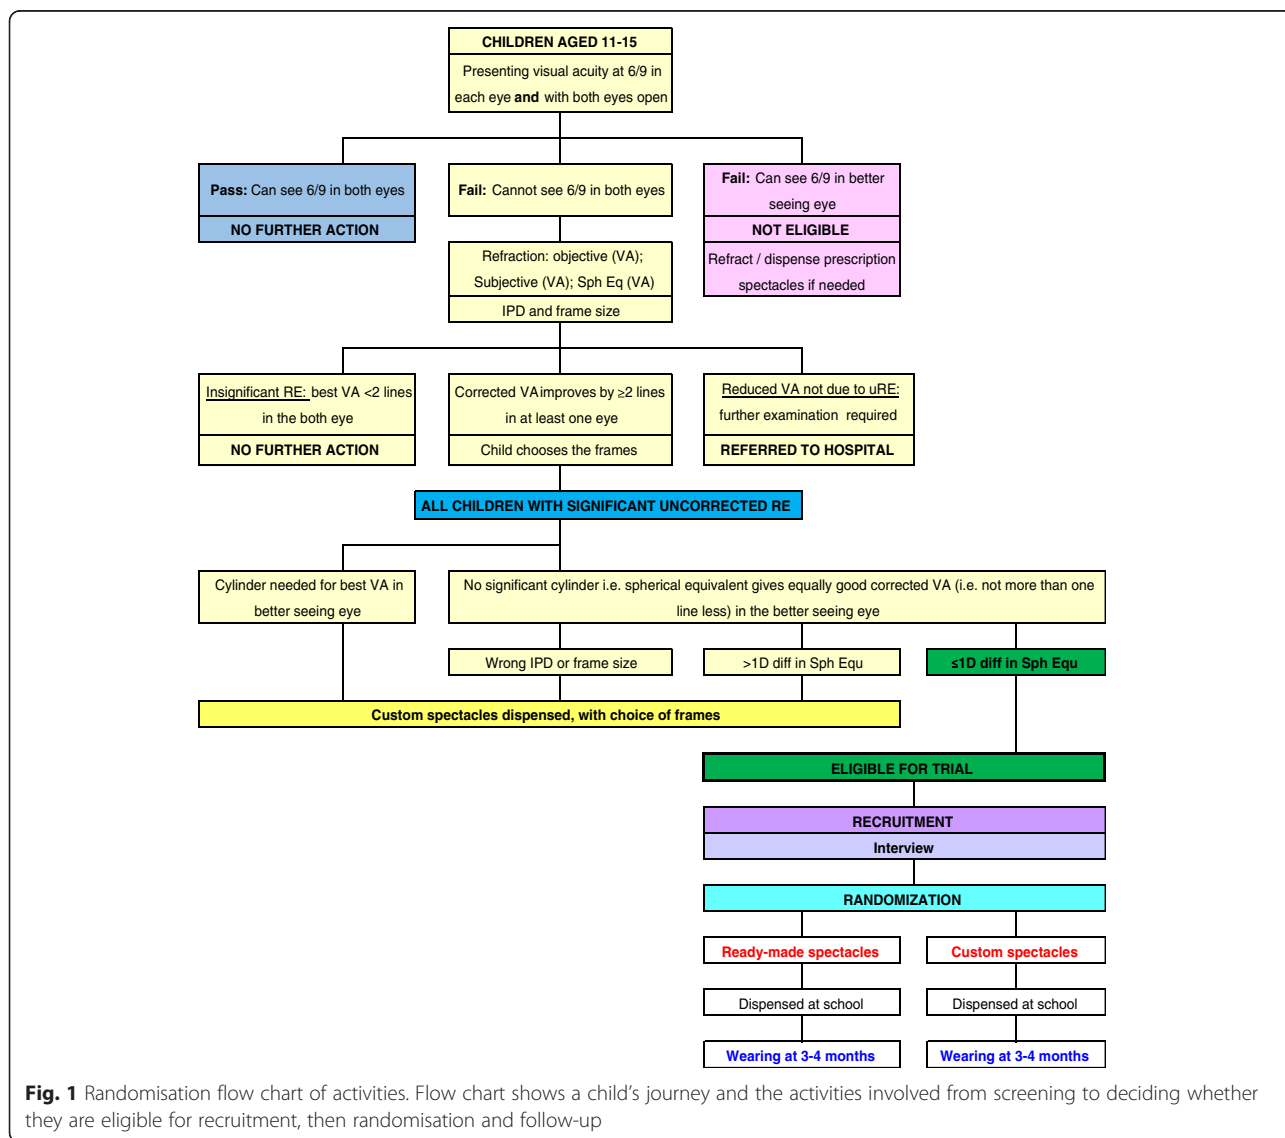 CHILDREN AGED 11-15
Presenting visual acuity at 6/9 in
each eye and with both eyes open
Pass: Can see 6/9 in both eyes
NO FURTHER ACTION
Fail: Cannot see 6/9 in both eyes
Fail: Can see 6/9 in better
seeing eye
NOT ELIGIBLE
Refract / dispense prescription
spectacles if needed
Refraction: objective (VA);
Subjective (VA); Sph Eq (VA)
IPD and frame size
Insignificant RE: best VA <2 lines
in the both eye
NO FURTHER ACTION
Corrected VA improves by ≥2 lines
in at least one eye
Child chooses the frames
Reduced VA not due to uRE:
further examination required
REFERRED TO HOSPITAL
ALL CHILDREN WITH SIGNIFICANT UNCORRECTED RE
Cylinder needed for best VA in
better seeing eye
No significant cylinder i.e. spherical equivalent gives equally good corrected VA (i.e. not more than one
line less) in the better seeing eye
Wrong IPD or frame size
>1D diff in Sph Equ
≤1D diff in Sph Equ
Custom spectacles dispensed, with choice of frames
ELIGIBLE FOR TRIAL
RECRUITMENT
Interview
RANDOMIZATION
Ready-made spectacles
Custom spectacles
Dispensed at school
Dispensed at school
Wearing at 3-4 months
Wearing at 3-4 months
Fig. 1 Randomisation flow chart of activities. Flow chart shows a child's journey and the activities involved from screening to deciding whether
they are eligible for recruitment, then randomisation and follow-up